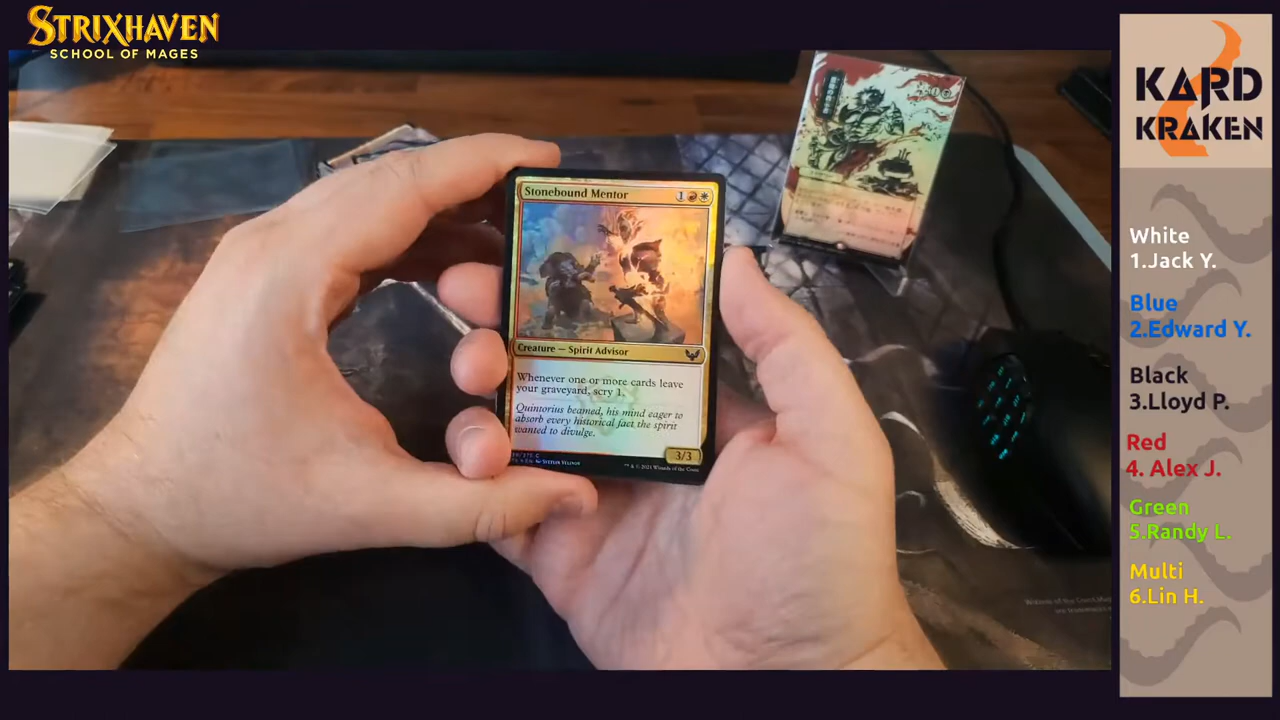 STRIXHAVEN
SCHOOL OF MAGES
Stonebound Mentor
1
Creature — Spirit Advisor
Whenever one or more cards leave
your graveyard, scry 1.
Quintorius beamed, his mind eager to
absorb every historical fact the spirit
wanted to divulge.
3/3
KARD
KRAKEN
White
1.Jack Y.
Blue
2.Edward Y.
Black
3.Lloyd P.
Red
4. Alex J.
Green
5.Randy L.
Multi
6.Lin H.